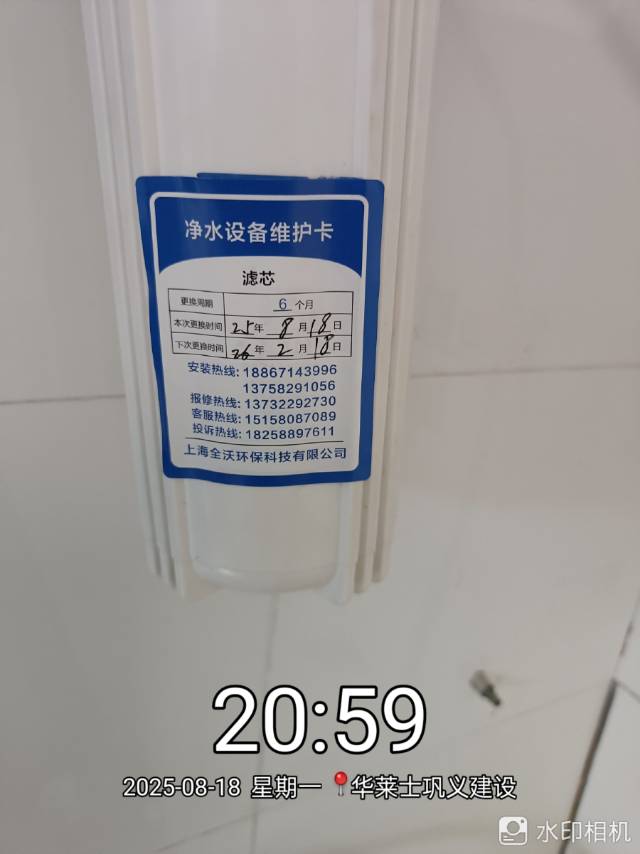 净水设备维护卡
滤芯
更换周期 6 个月
本次更换时间 25年 8月18日
下次更换时间 26年 2月18日
安装热线: 18867143996
13758291056
报修热线: 13732292730
客服热线: 15158087089
投诉热线: 18258897611
上海全沃环保科技有限公司
20:59
2025-08-18 星期一 华莱士巩义建设
水印相机